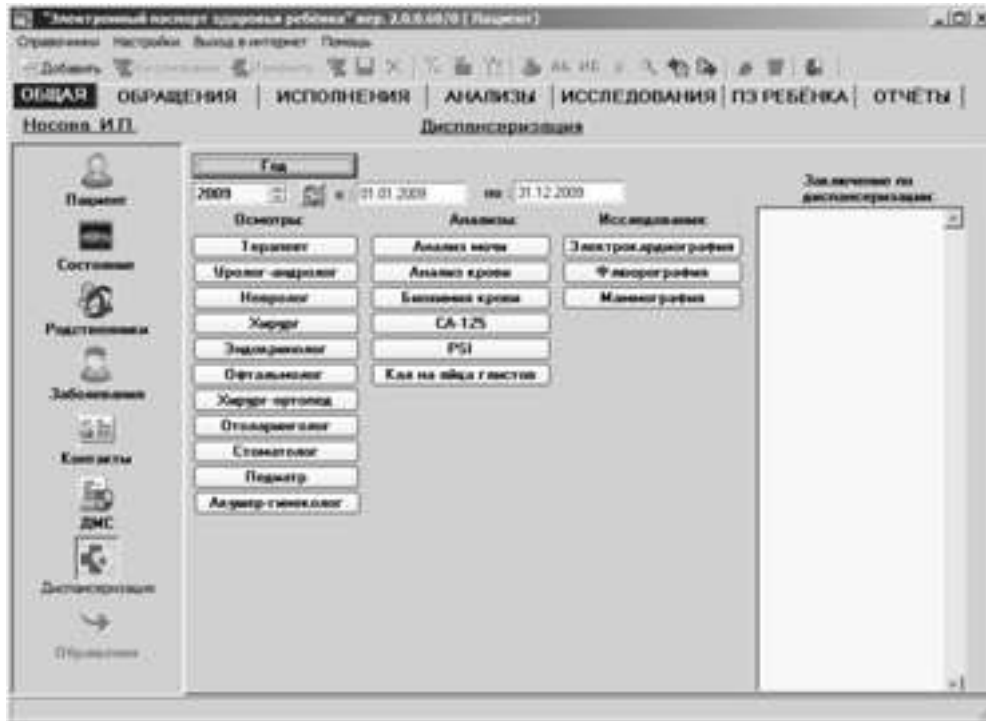 "Электронный паспорт здоровья ребёнка" вер. 2.0.0.6870 [ Пациент ]
Справочники Настройки Выход в интернет Помощь
Добавить
ОБЩАЯ ОБРАЩЕНИЯ ИСПОЛНЕНИЯ АНАЛИЗЫ ИССЛЕДОВАНИЯ ПЗ РЕБЁНКА ОТЧЁТЫ
Носова И.П. Диспансеризация
Пациент
Состояние
Родственники
Заболевания
Контакты
ДМС
Диспансеризация
Обращения
Год
2009 с : 01.01.2009 по : 31.12.2009
Осмотры:
Терапевт
Уролог-андролог
Невролог
Хирург
Эндокринолог
Офтальмолог
Хирург-ортопед
Отоларинголог
Стоматолог
Педиатр
Акушер-гинеколог
Анализы:
Анализ мочи
Анализ крови
Биохимия крови
СА-125
PSI
Кал на яйца глистов
Исследования:
Электрокардиография
Флюорография
Маммография
Заключение по
диспансеризации: